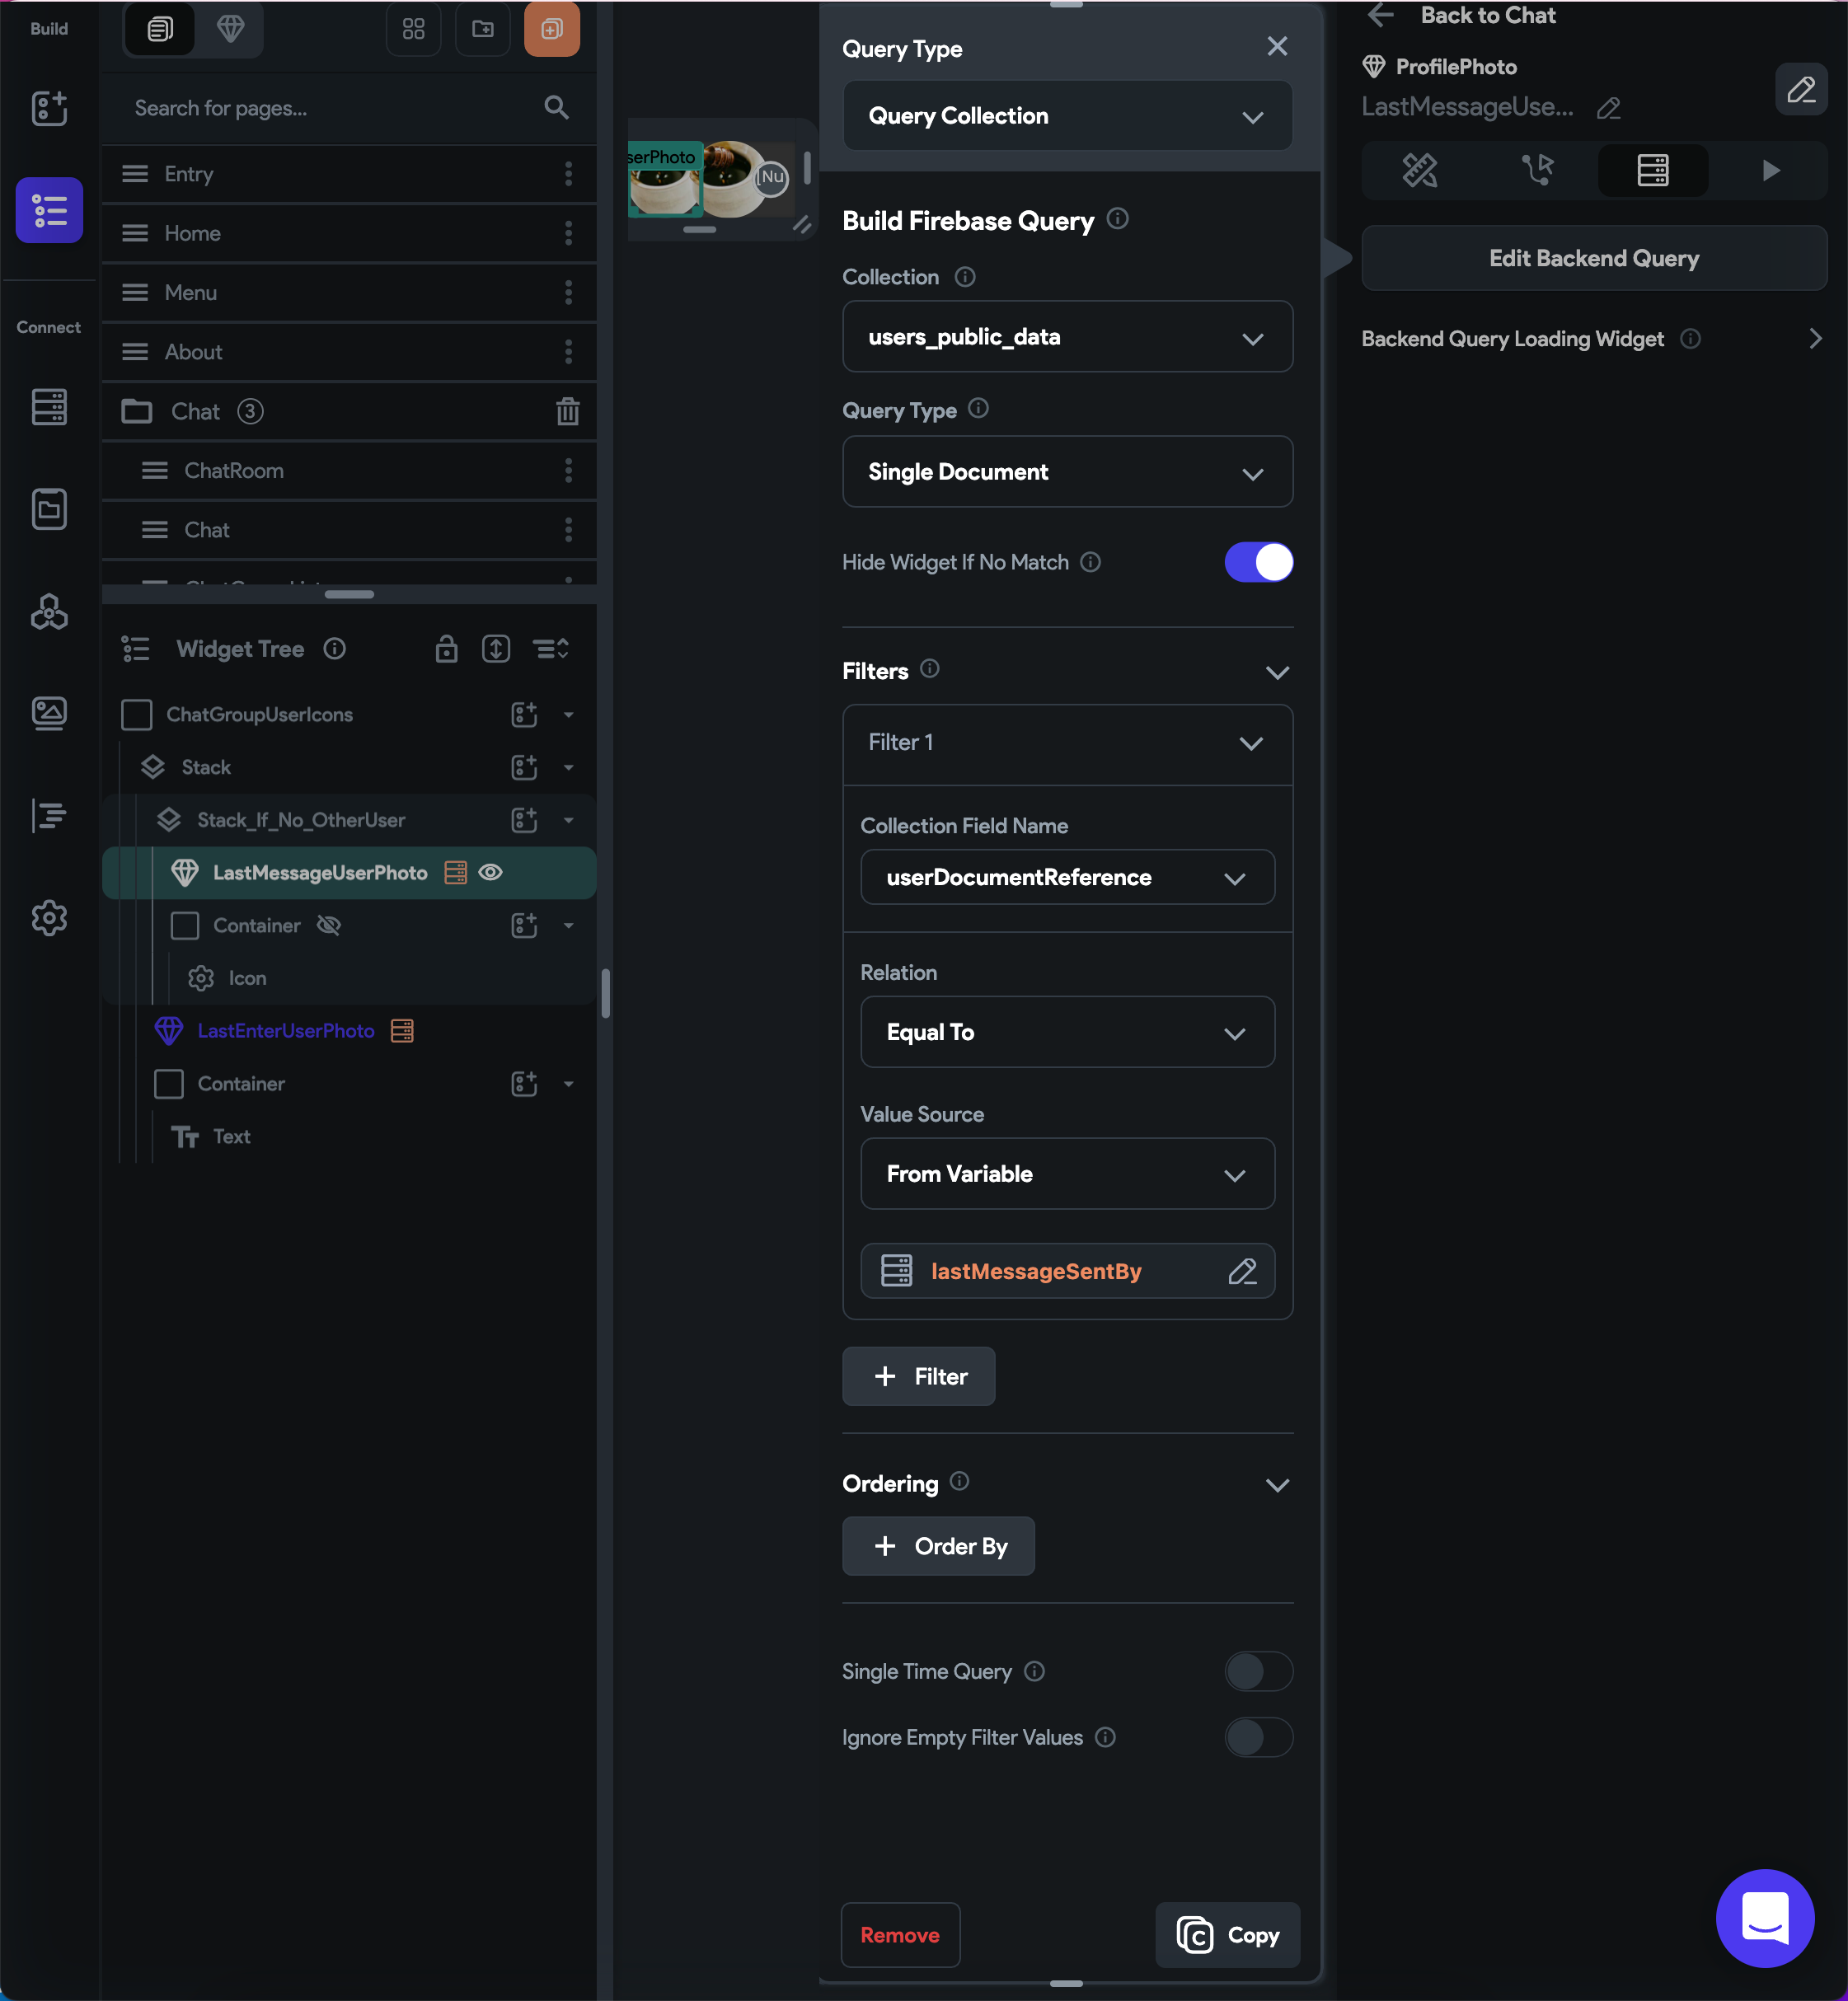 Build
Connect
Search for pages...
Entry
Home
Menu
About
Chat 3
ChatRoom
Chat
Widget Tree
ChatGroupUserIcons
Stack
Stack_If_No_OtherUser
LastMessageUserPhoto
Container
Icon
LastEnterUserPhoto
Container
Text
serPhoto
[Nu
Query Type
Query Collection
Build Firebase Query
Collection
users_public_data
Query Type
Single Document
Hide Widget If No Match
Filters
Filter 1
Collection Field Name
userDocumentReference
Relation
Equal To
Value Source
From Variable
lastMessageSentBy
Filter
Ordering
Order By
Single Time Query
Ignore Empty Filter Values
Remove
Copy
Back to Chat
ProfilePhoto
LastMessageUse...
Edit Backend Query
Backend Query Loading Widget